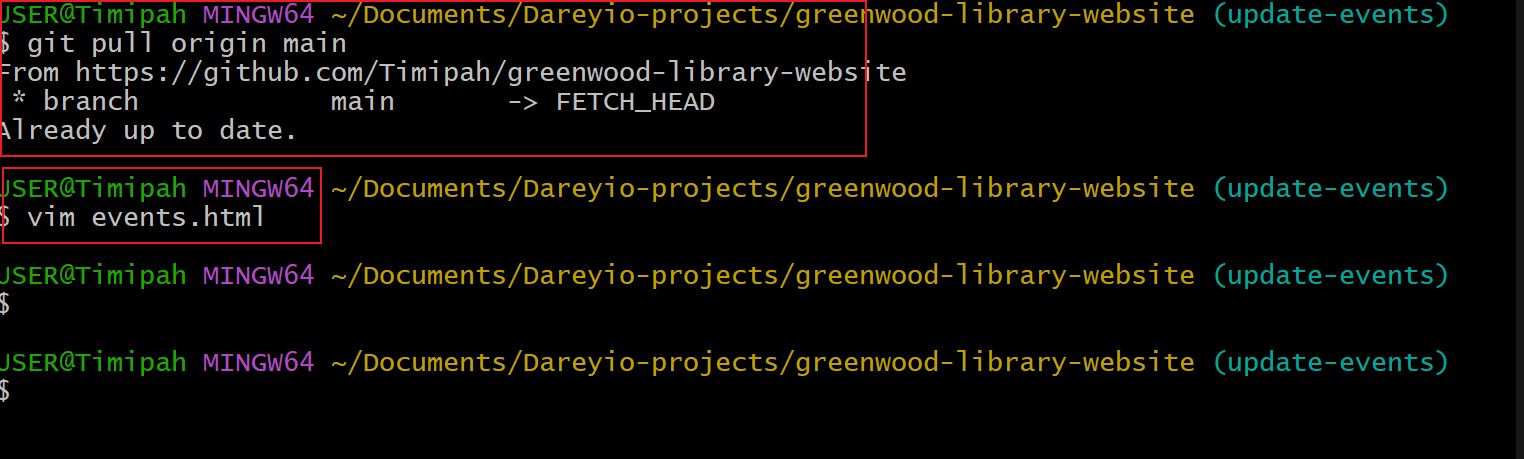 USER@Timipah MINGW64 ~/Documents/Dareyio-projects/greenwood-library-website (update-events)
$ git pull origin main
From https://github.com/Timipah/greenwood-library-website
 * branch            main       -> FETCH_HEAD
Already up to date.
USER@Timipah MINGW64 ~/Documents/Dareyio-projects/greenwood-library-website (update-events)
$ vim events.html
USER@Timipah MINGW64 ~/Documents/Dareyio-projects/greenwood-library-website (update-events)
$
USER@Timipah MINGW64 ~/Documents/Dareyio-projects/greenwood-library-website (update-events)
$